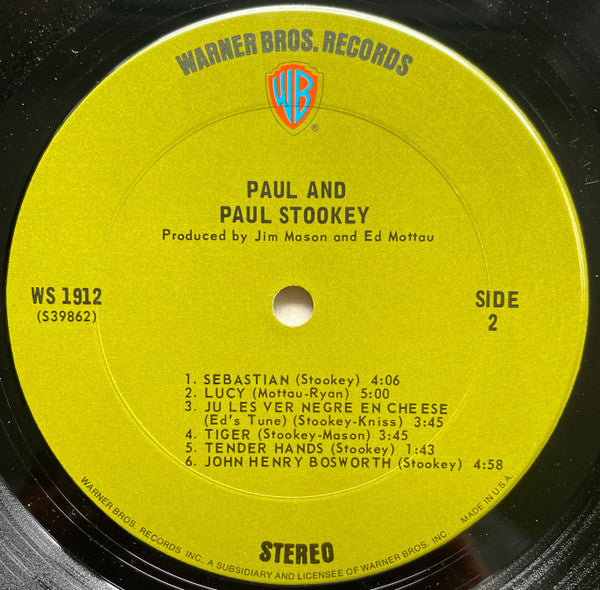 WARNER BROS. RECORDS
WB
®
PAUL AND
PAUL STOOKEY
Produced by Jim Mason and Ed Mottau
WS 1912
(S39862)
SIDE
2
1. SEBASTIAN (Stookey) 4:06
2. LUCY (Mottau-Ryan) 5:00
3. JU LES VER NEGRE EN CHEESE
(Ed's Tune) (Stookey-Kniss) 3:45
4. TIGER (Stookey-Mason) 3:45
5. TENDER HANDS (Stookey) 1:43
6. JOHN HENRY BOSWORTH (Stookey) 4:58
STEREO
WARNER BROS. RECORDS INC., A SUBSIDIARY AND LICENSEE OF WARNER BROS. INC. MADE IN U.S.A.